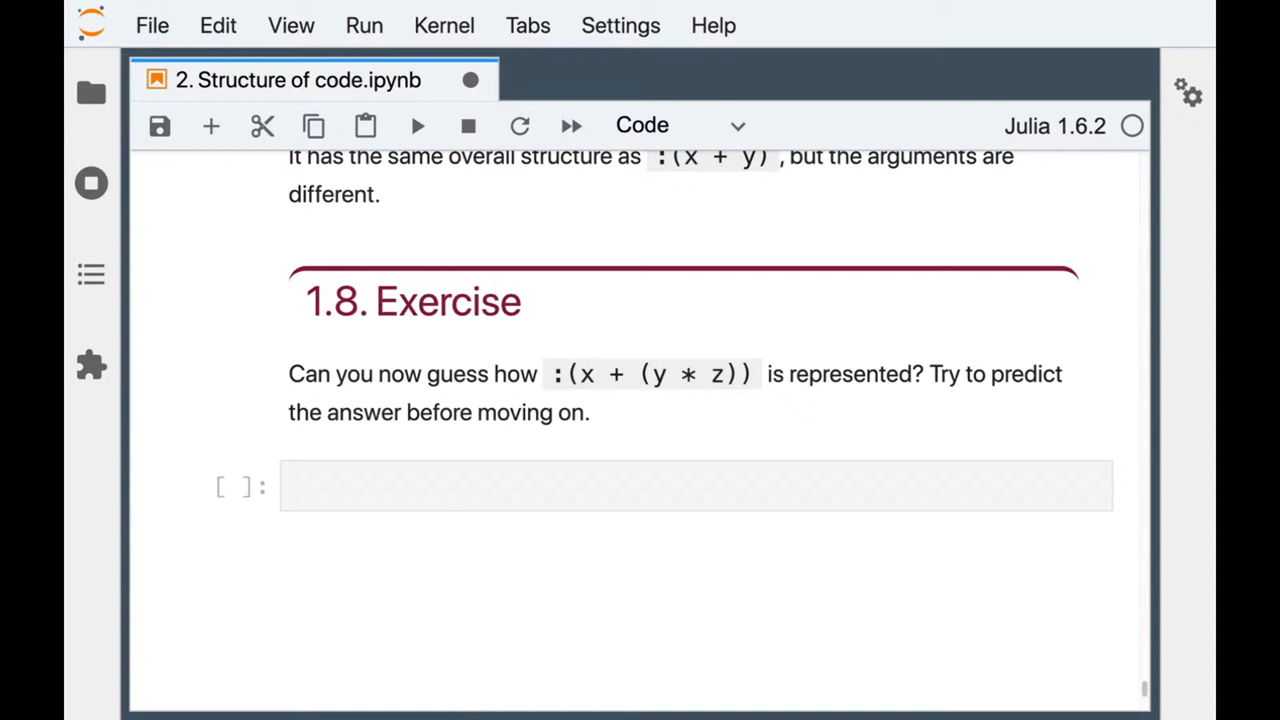 File Edit View Run Kernel Tabs Settings Help
2. Structure of code.ipynb
Code Julia 1.6.2
It has the same overall structure as :(x + y) , but the arguments are
different.
1.8. Exercise
Can you now guess how :(x + (y * z)) is represented? Try to predict
the answer before moving on.
[ ]: